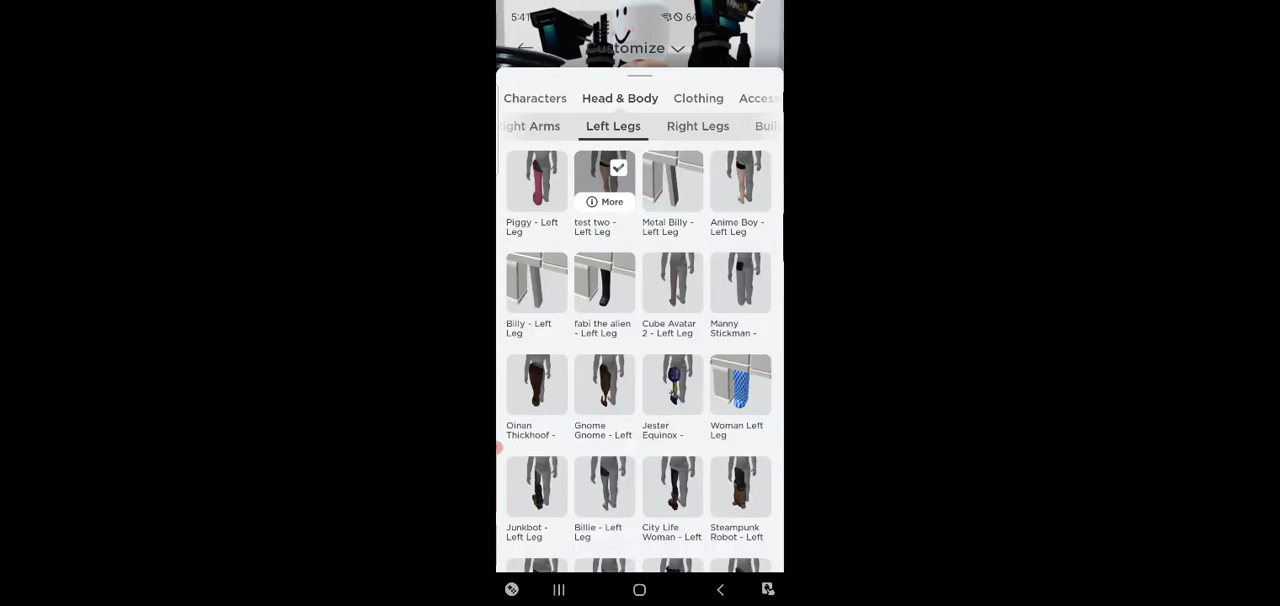 5:41
64
Customize
Characters Head & Body Clothing Access
ight Arms Left Legs Right Legs Buil
More
Piggy - Left
Leg
test two -
Left Leg
Metal Billy -
Left Leg
Anime Boy -
Left Leg
Billy - Left
Leg
fabi the alien
- Left Leg
Cube Avatar
2 - Left Leg
Manny
Stickman -
Oinan
Thickhoof -
Gnome
Gnome - Left
Jester
Equinox -
Woman Left
Leg
Junkbot -
Left Leg
Billie - Left
Leg
City Life
Woman - Left
Steampunk
Robot - Left